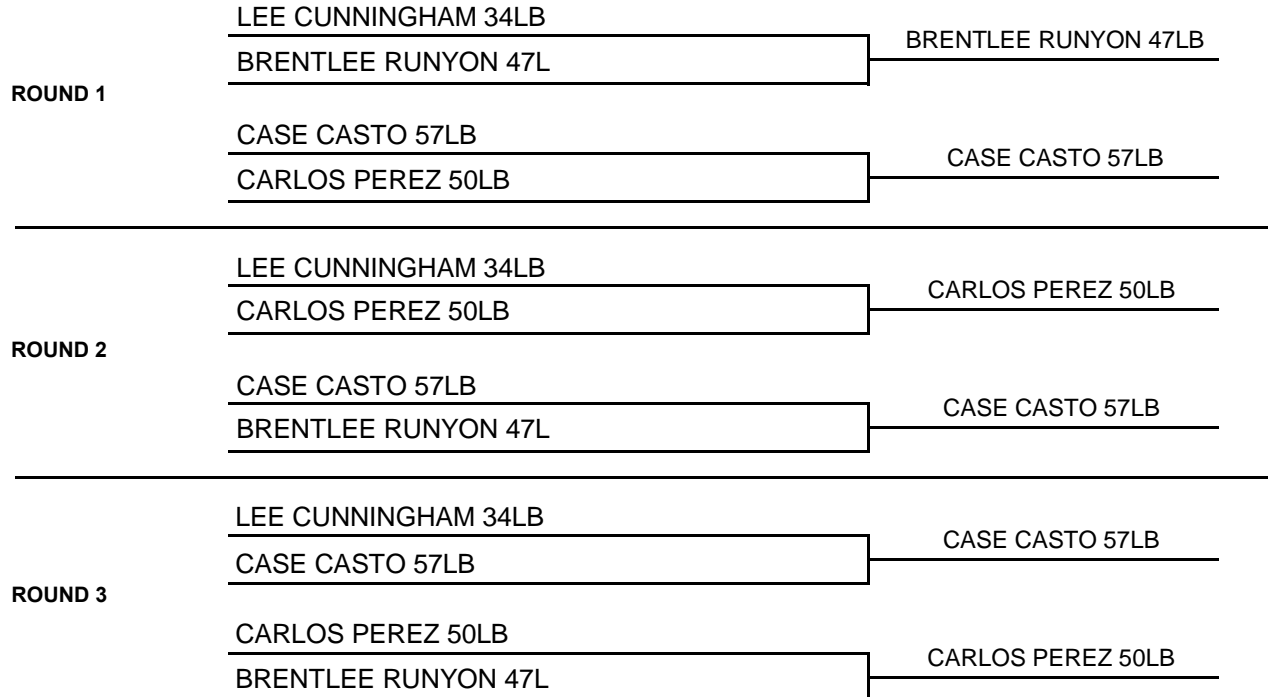 LEE CUNNINGHAM 34LB
BRENTLEE RUNYON 47L
BRENTLEE RUNYON 47LB
ROUND 1
CASE CASTO 57LB
CARLOS PEREZ 50LB
CASE CASTO 57LB
LEE CUNNINGHAM 34LB
CARLOS PEREZ 50LB
CARLOS PEREZ 50LB
ROUND 2
CASE CASTO 57LB
BRENTLEE RUNYON 47L
CASE CASTO 57LB
LEE CUNNINGHAM 34LB
CASE CASTO 57LB
CASE CASTO 57LB
ROUND 3
CARLOS PEREZ 50LB
BRENTLEE RUNYON 47L
CARLOS PEREZ 50LB